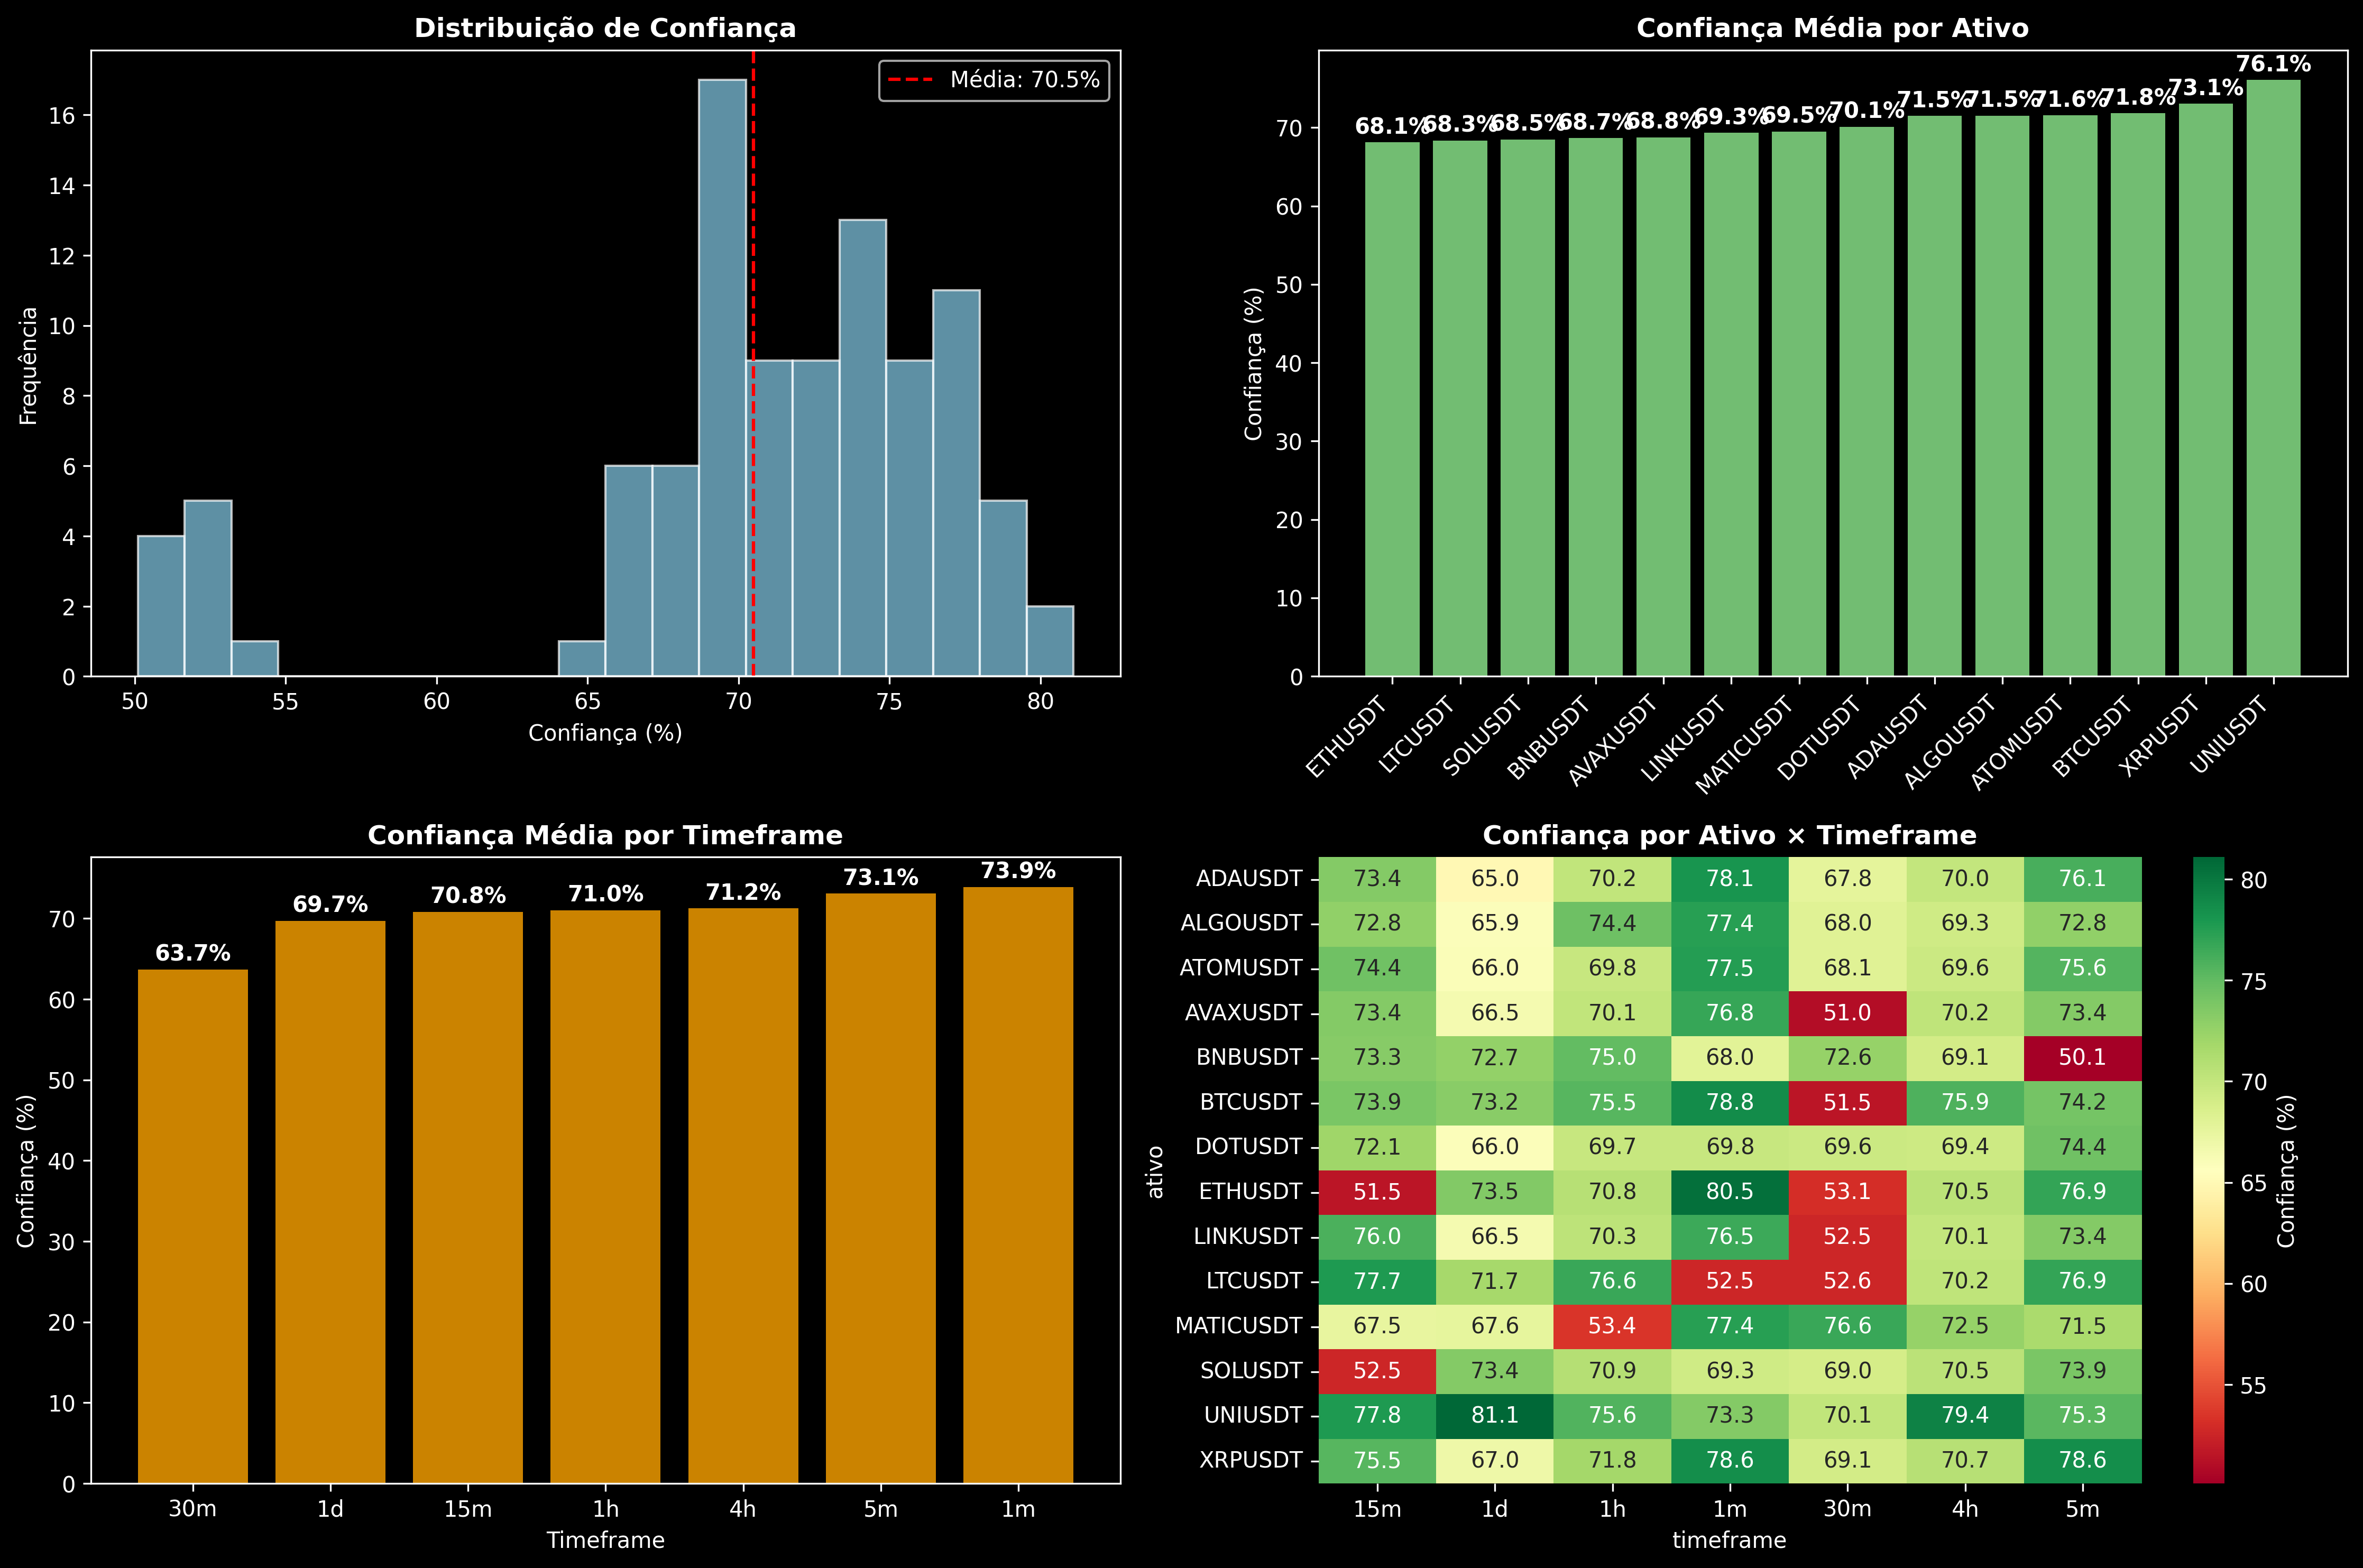 Distribuição de Confiança
Média: 70.5%
16
14
12
10
8
6
4
2
0
Frequência
50 55 60 65 70 75 80
Confiança (%)
Confiança Média por Ativo
68.1% 68.3% 68.5% 68.7% 68.8% 69.3% 69.5% 70.1% 71.5% 71.5% 71.6% 71.8% 73.1% 76.1%
70
60
50
40
30
20
10
0
Confiança (%)
ETHUSDT LTCUSDT SOLUSDT BNBUSDT AVAXUSDT LINKUSDT MATICUSDT DOTUSDT ADAUSDT ALGOUSDT ATOMUSDT BTCUSDT XRPUSDT UNIUSDT
Confiança Média por Timeframe
63.7% 69.7% 70.8% 71.0% 71.2% 73.1% 73.9%
70
60
50
40
30
20
10
0
Confiança (%)
30m 1d 15m 1h 4h 5m 1m
Timeframe
Confiança por Ativo × Timeframe
ADAUSDT 73.4 65.0 70.2 78.1 67.8 70.0 76.1
ALGOUSDT 72.8 65.9 74.4 77.4 68.0 69.3 72.8
ATOMUSDT 74.4 66.0 69.8 77.5 68.1 69.6 75.6
AVAXUSDT 73.4 66.5 70.1 76.8 51.0 70.2 73.4
BNBUSDT 73.3 72.7 75.0 68.0 72.6 69.1 50.1
BTCUSDT 73.9 73.2 75.5 78.8 51.5 75.9 74.2
DOTUSDT 72.1 66.0 69.7 69.8 69.6 69.4 74.4
ETHUSDT 51.5 73.5 70.8 80.5 53.1 70.5 76.9
LINKUSDT 76.0 66.5 70.3 76.5 52.5 70.1 73.4
LTCUSDT 77.7 71.7 76.6 52.5 52.6 70.2 76.9
MATICUSDT 67.5 67.6 53.4 77.4 76.6 72.5 71.5
SOLUSDT 52.5 73.4 70.9 69.3 69.0 70.5 73.9
UNIUSDT 77.8 81.1 75.6 73.3 70.1 79.4 75.3
XRPUSDT 75.5 67.0 71.8 78.6 69.1 70.7 78.6
ativo
15m 1d 1h 1m 30m 4h 5m
timeframe
80
75
70
65
60
55
Confiança (%)